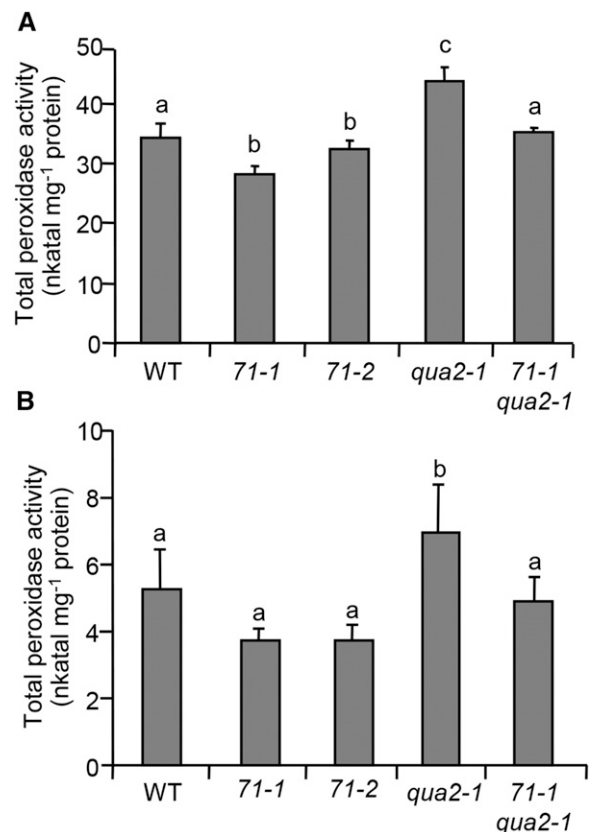 A
Total peroxidase activity
(nkatal mg⁻¹ protein)
50
40
30
20
10
0
a
b
b
c
a
WT
71-1
71-2
qua2-1
71-1
qua2-1
B
Total peroxidase activity
(nkatal mg⁻¹ protein)
10
8
6
4
2
0
a
a
a
b
a
WT
71-1
71-2
qua2-1
71-1
qua2-1